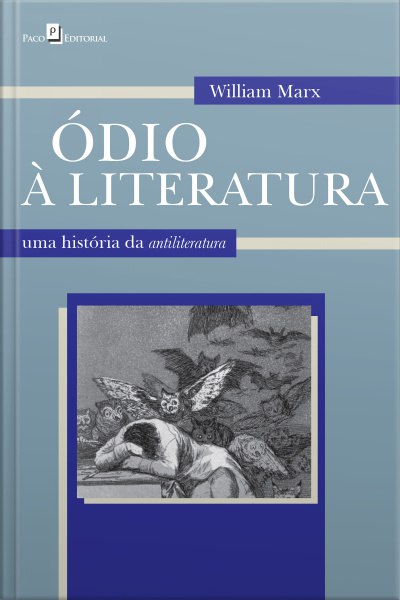 PACO EDITORIAL
William Marx
ÓDIO
À LITERATURA
uma história da antiliteratura